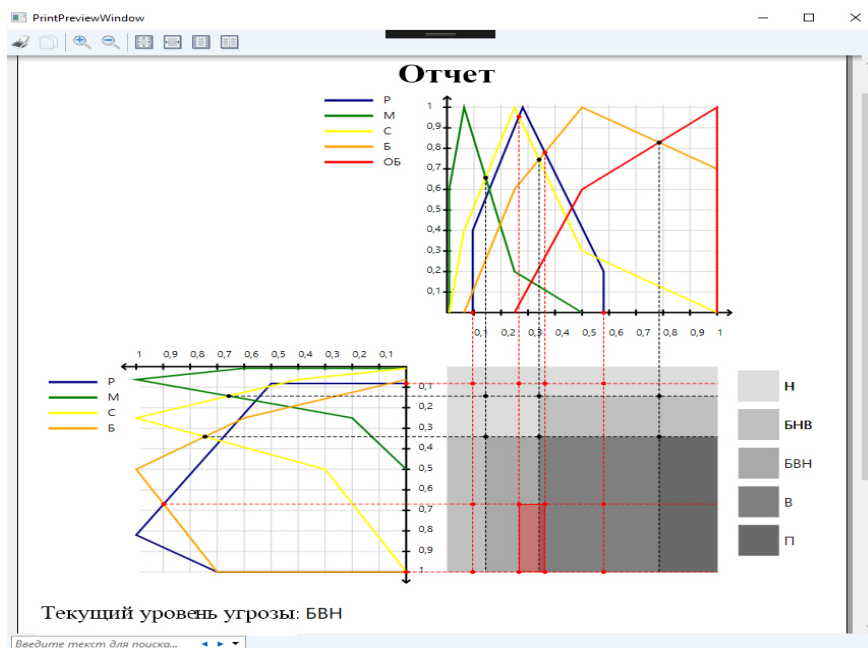 PrintPreviewWindow
Отчет
Р
М
С
Б
ОБ
1
0,9
0,8
0,7
0,6
0,5
0,4
0,3
0,2
0,1
0,1 0,2 0,3 0,4 0,5 0,6 0,7 0,8 0,9 1
1 0,9 0,8 0,7 0,6 0,5 0,4 0,3 0,2 0,1
Р
М
С
Б
0,1
0,2
0,3
0,4
0,5
0,6
0,7
0,8
0,9
1
Н
БНВ
БВН
В
П
Текущий уровень угрозы: БВН
Введите текст для поиска...